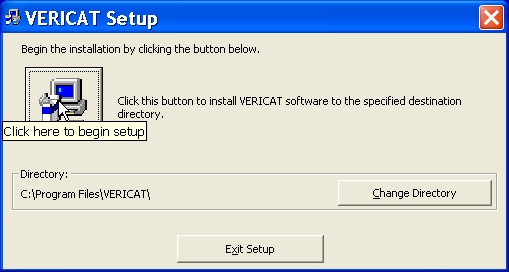 VERICAT Setup
Begin the installation by clicking the button below.
Click this button to install VERICAT software to the specified destination
directory.
Click here to begin setup
Directory:
C:\Program Files\VERICAT\
Change Directory
Exit Setup